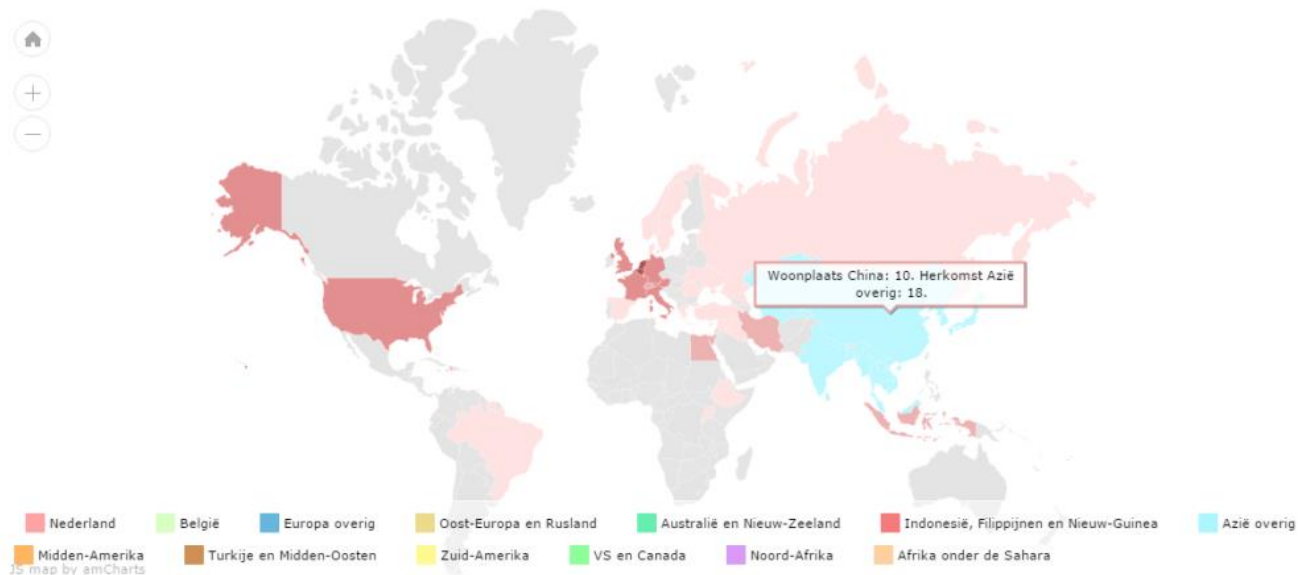 Woonplaats China: 10. Herkomst Azië
overig: 18.
Nederland België Europa overig Oost-Europa en Rusland Australië en Nieuw-Zeeland Indonesië, Filippijnen en Nieuw-Guinea Azië overig
Midden-Amerika Turkije en Midden-Oosten Zuid-Amerika VS en Canada Noord-Afrika Afrika onder de Sahara
JS map by amCharts